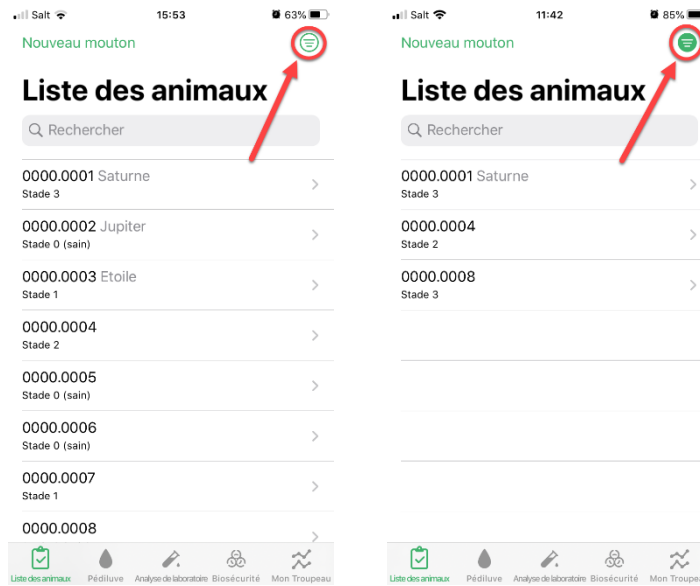 Salt 15:53 63%
Nouveau mouton
Liste des animaux
Rechercher
0000.0001 Saturne
Stade 3
0000.0002 Jupiter
Stade 0 (sain)
0000.0003 Etoile
Stade 1
0000.0004
Stade 2
0000.0005
Stade 0 (sain)
0000.0006
Stade 0 (sain)
0000.0007
Stade 1
0000.0008
Liste des animaux Pédiluve Analyse de laboratoire Biosécurité Mon Troupeau
Salt 11:42 85%
Nouveau mouton
Liste des animaux
Rechercher
0000.0001 Saturne
Stade 3
0000.0004
Stade 2
0000.0008
Stade 3
Liste des animaux Pédiluve Analyse de laboratoire Biosécurité Mon Troupe